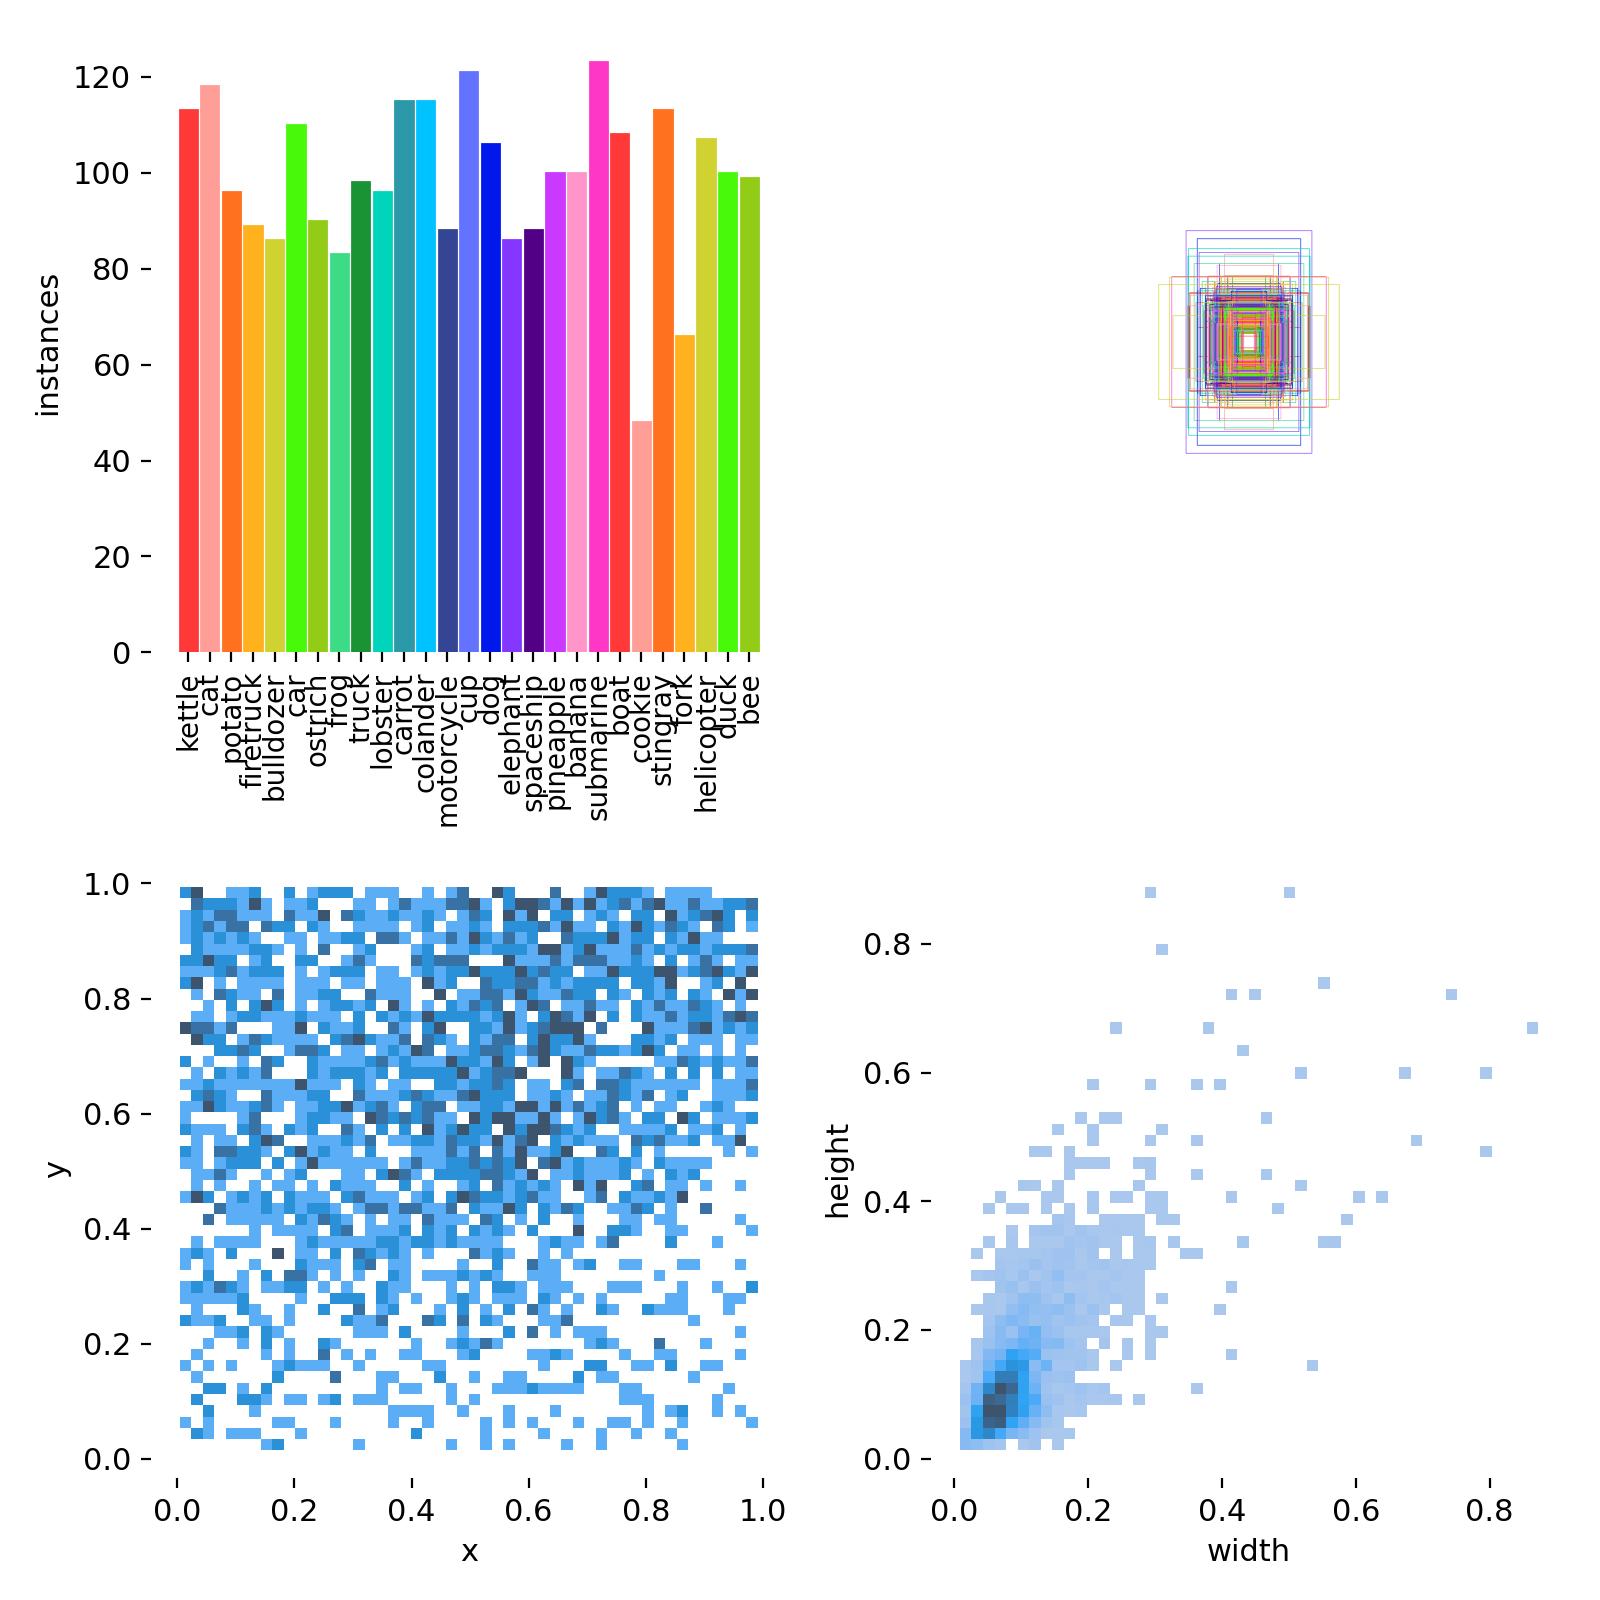 120
100
80
60
40
20
0
instances
kettle
cat
potato
firetruck
bulldozer
car
ostrich
frog
truck
lobster
carrot
colander
motorcycle
cup
dog
elephant
spaceship
pineapple
banana
submarine
boat
cookie
stingray
fork
helicopter
duck
bee
1.0
0.8
0.6
0.4
0.2
0.0
y
0.0 0.2 0.4 0.6 0.8 1.0
x
0.8
0.6
0.4
0.2
0.0
height
0.0 0.2 0.4 0.6 0.8
width